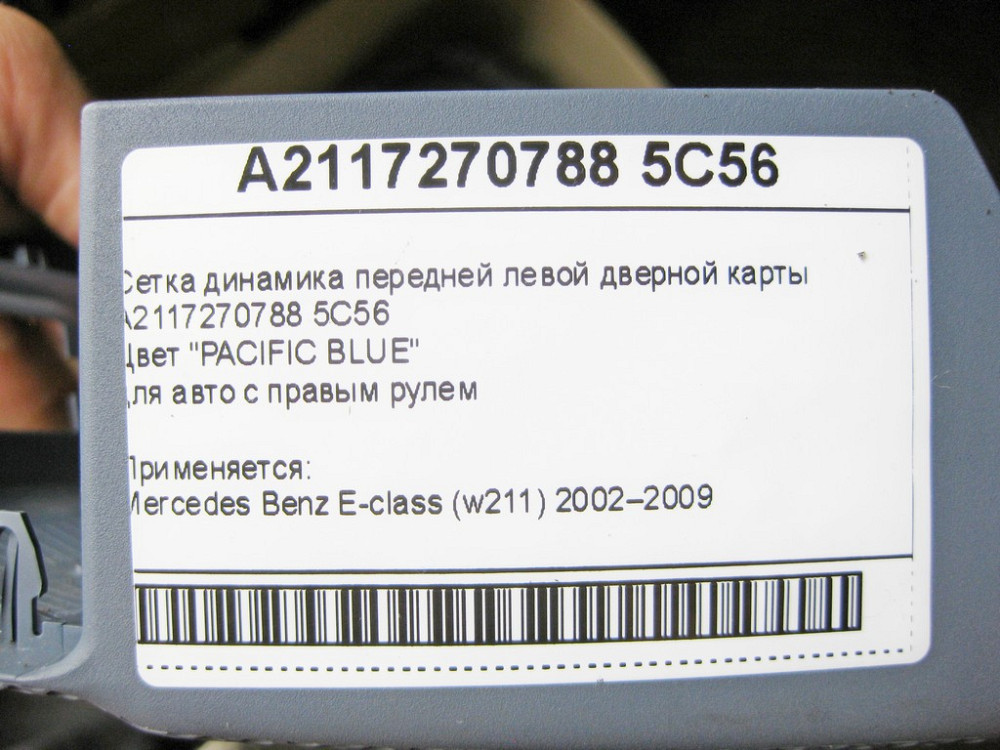 A2117270788 5C56
Сетка динамика передней левой дверной карты
A2117270788 5C56
Цвет "PACIFIC BLUE"
для авто с правым рулем
Применяется:
Mercedes Benz E-class (w211) 2002–2009